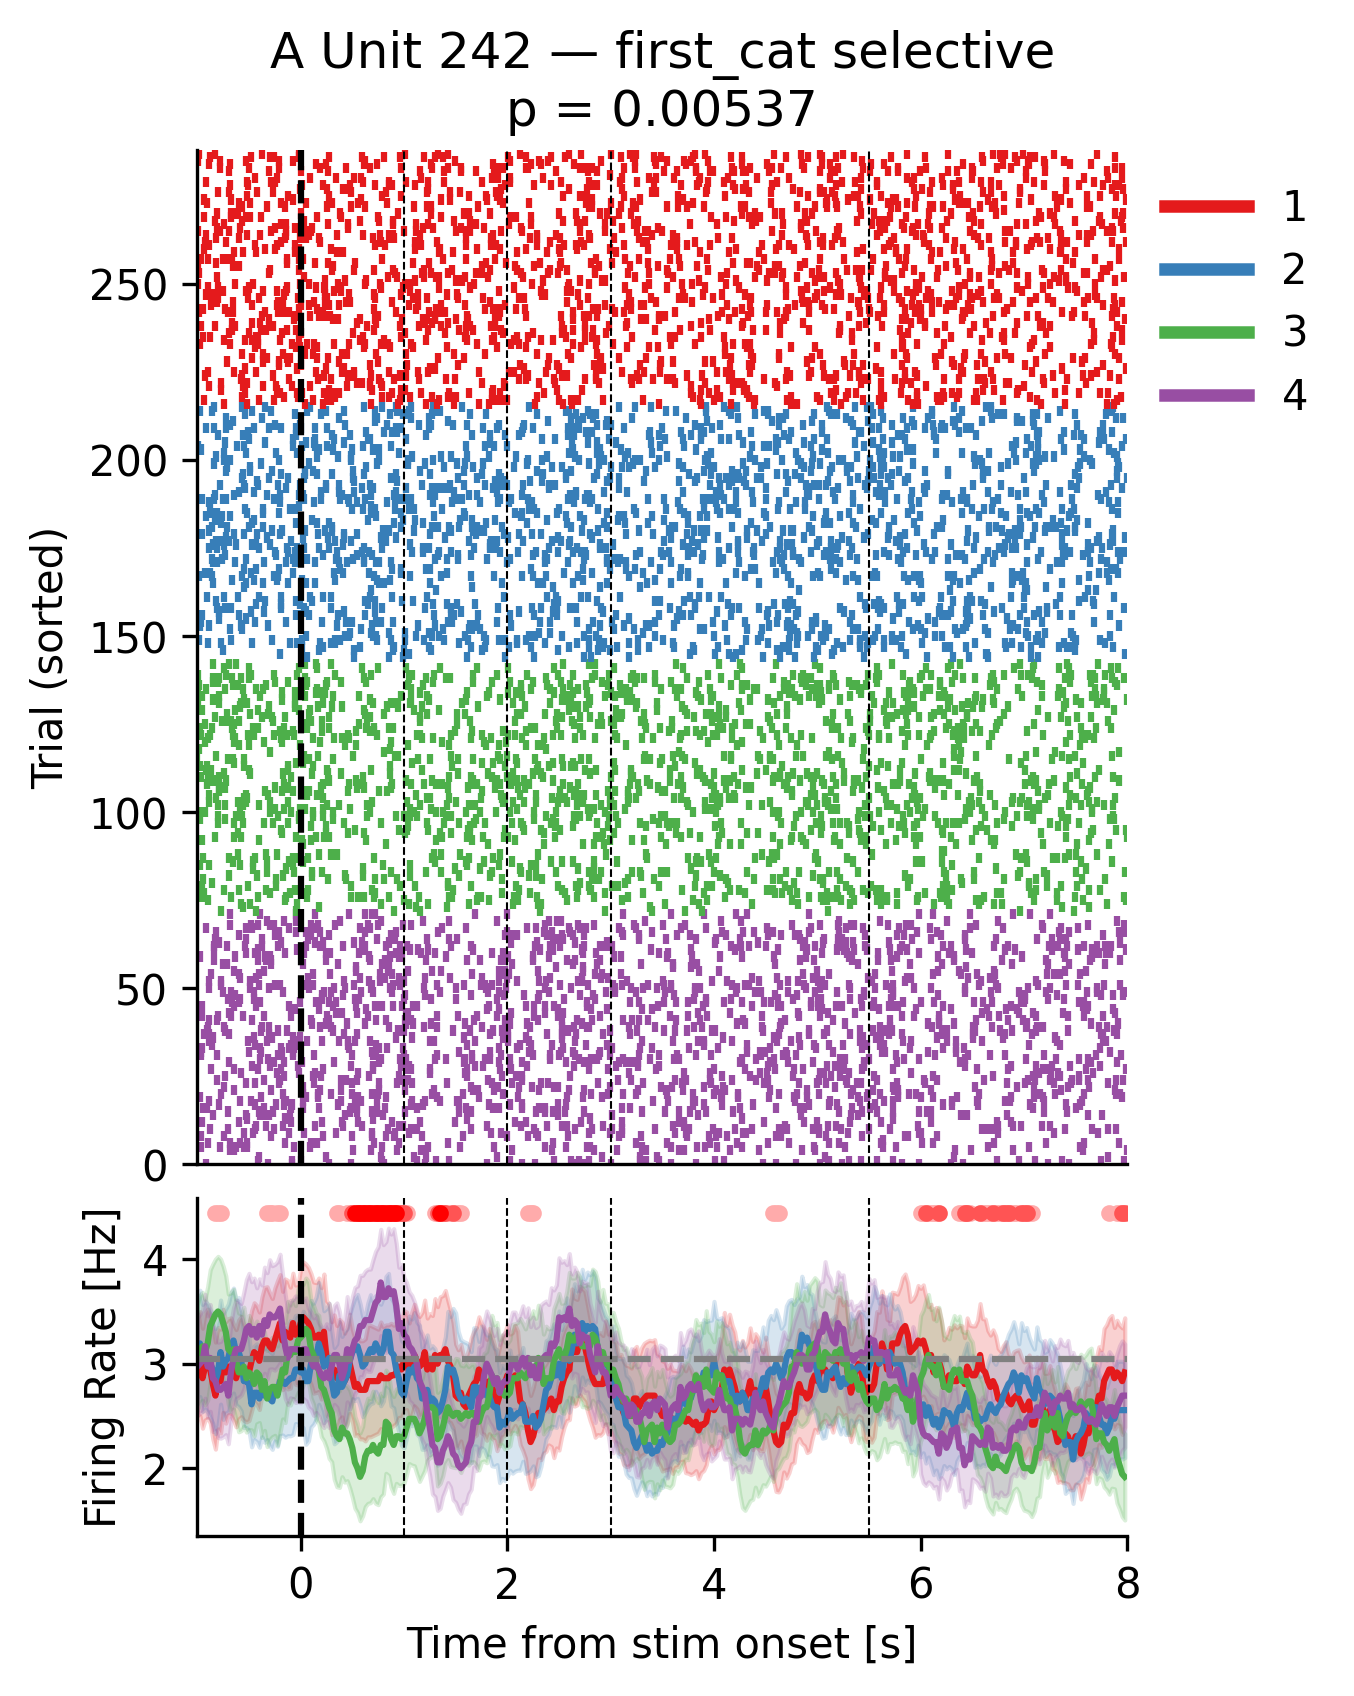 A Unit 242 — first_cat selective
p = 0.00537
1
2
3
4
250
200
150
100
50
0
Trial (sorted)
4
3
2
Firing Rate [Hz]
0 2 4 6 8
Time from stim onset [s]